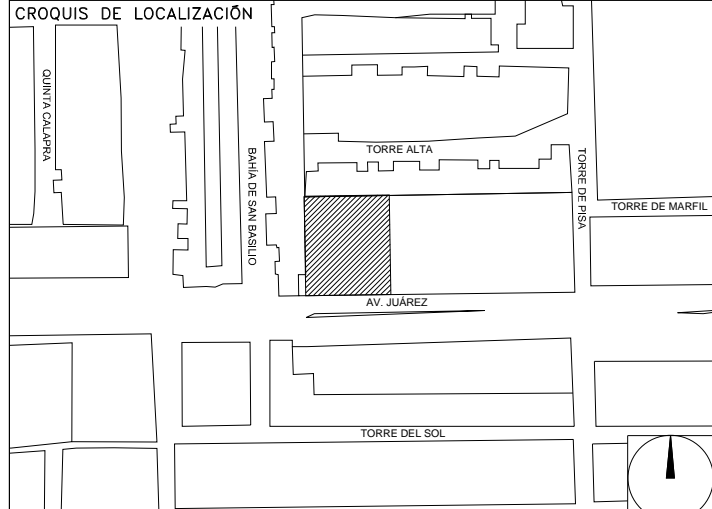 CROQUIS DE LOCALIZACIÓN
QUINTA CALAPRA
BAHÍA DE SAN BASILIO
TORRE ALTA
TORRE DE PISA
TORRE DE MARFIL
AV. JUÁREZ
TORRE DEL SOL